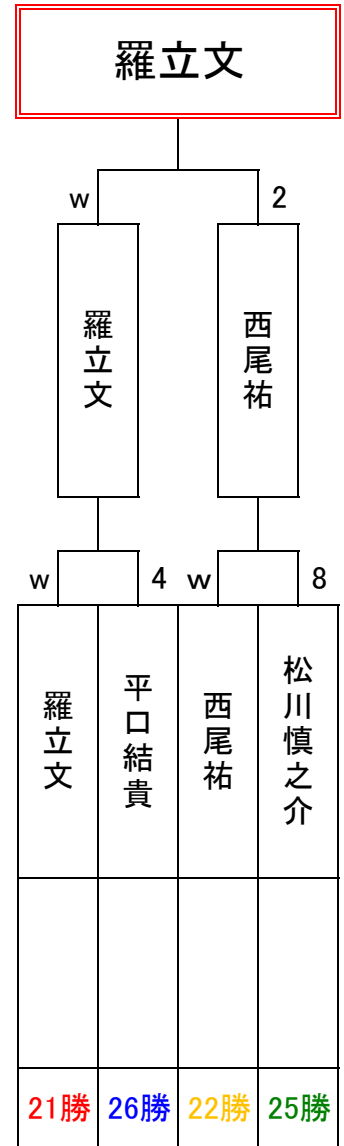 羅立文
w 2
羅立文 西尾祐
w 4 w 8
羅立文 平口結貴 西尾祐 松川慎之介
21勝 26勝 22勝 25勝